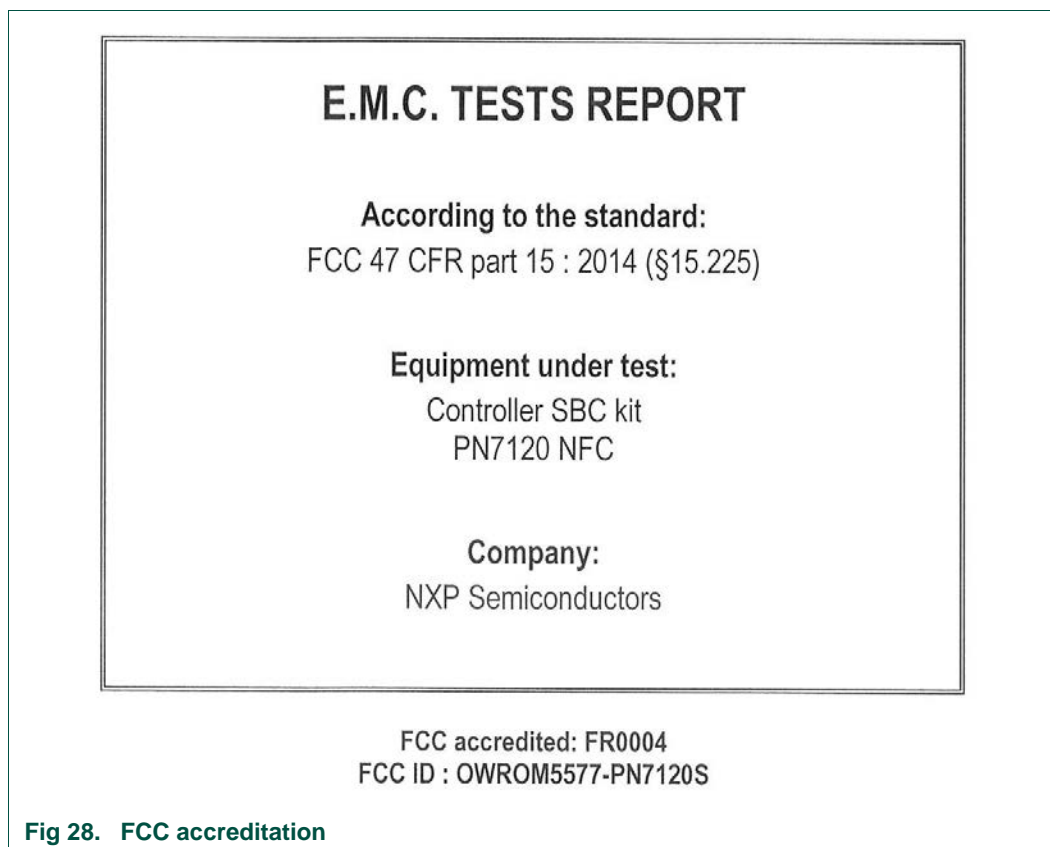 E.M.C. TESTS REPORT
According to the standard:
FCC 47 CFR part 15 : 2014 (§15.225)
Equipment under test:
Controller SBC kit
PN7120 NFC
Company:
NXP Semiconductors
FCC accredited: FR0004
FCC ID : OWROM5577-PN7120S
Fig 28. FCC accreditation